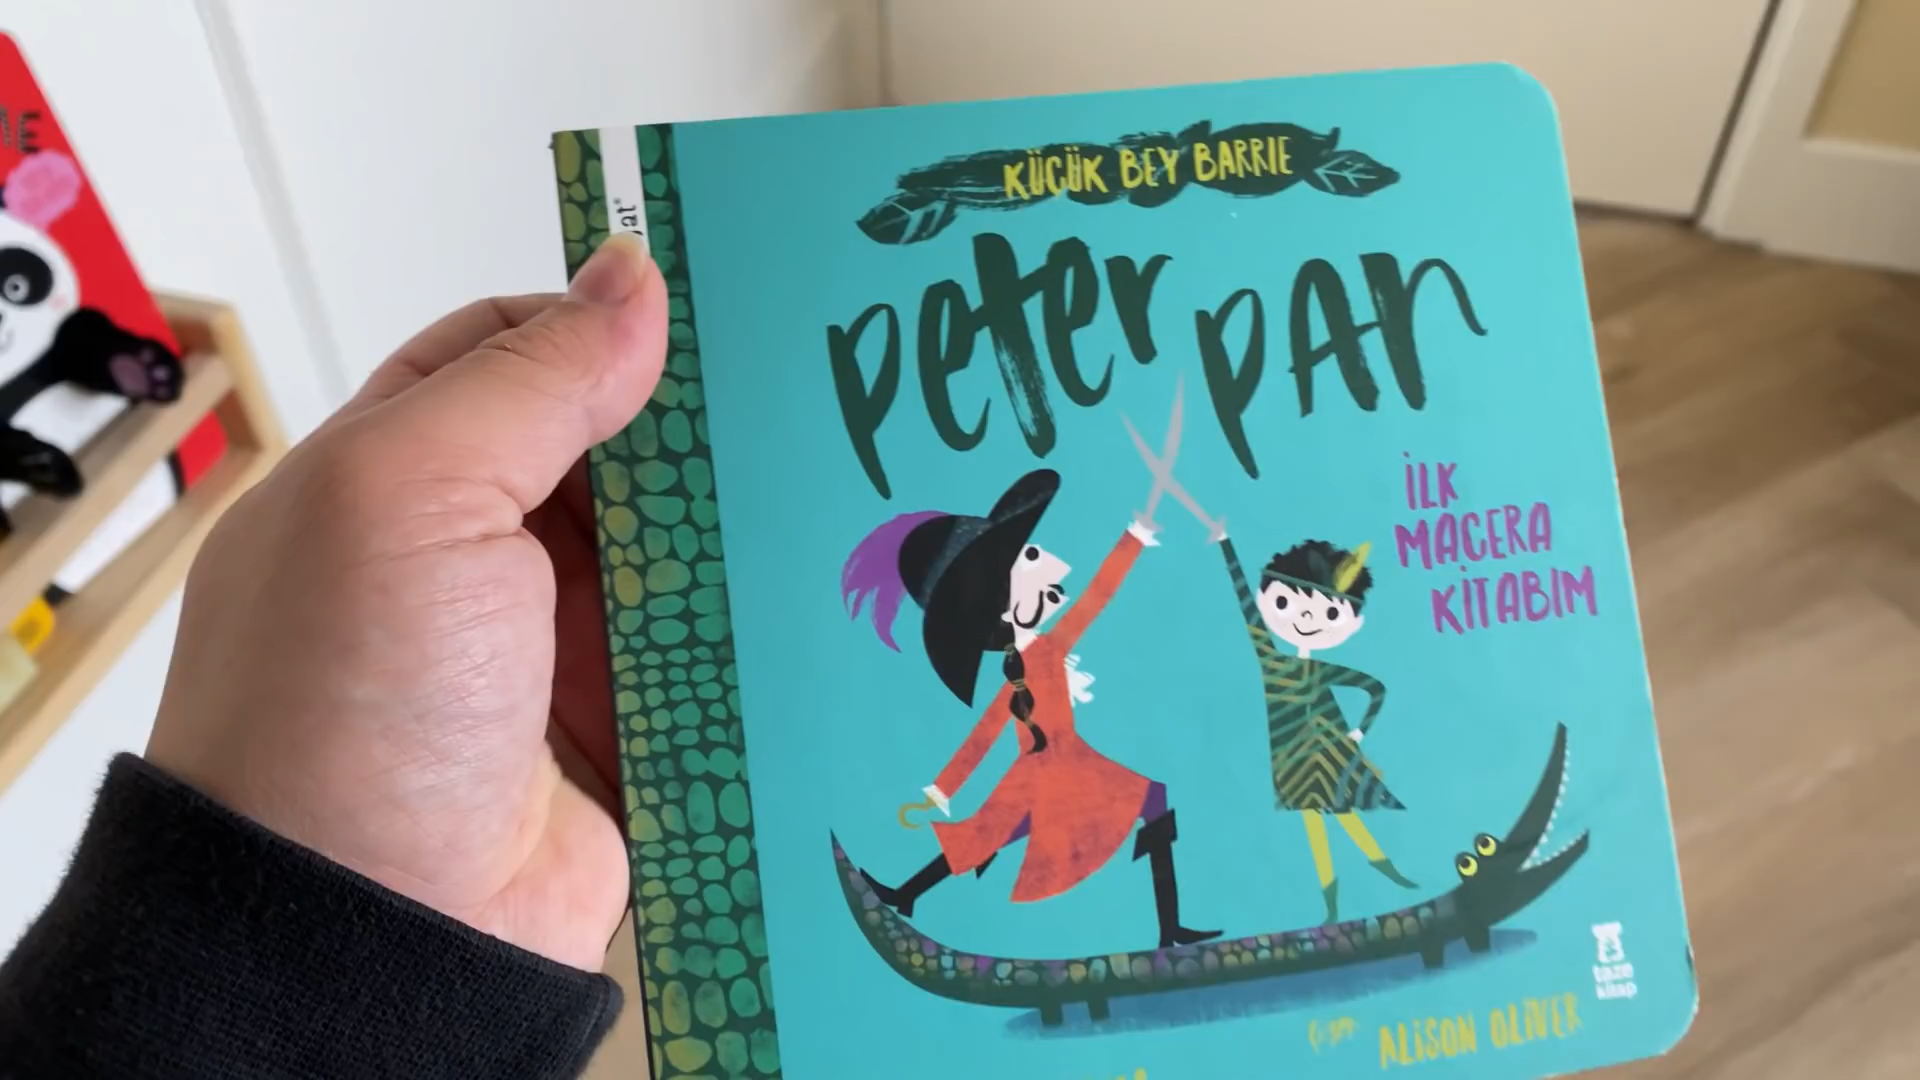 KÜÇÜK BEY BARRIE
peter pan
İLK
MACERA
KİTABIM
taze
kitap
ALISON OLIVER